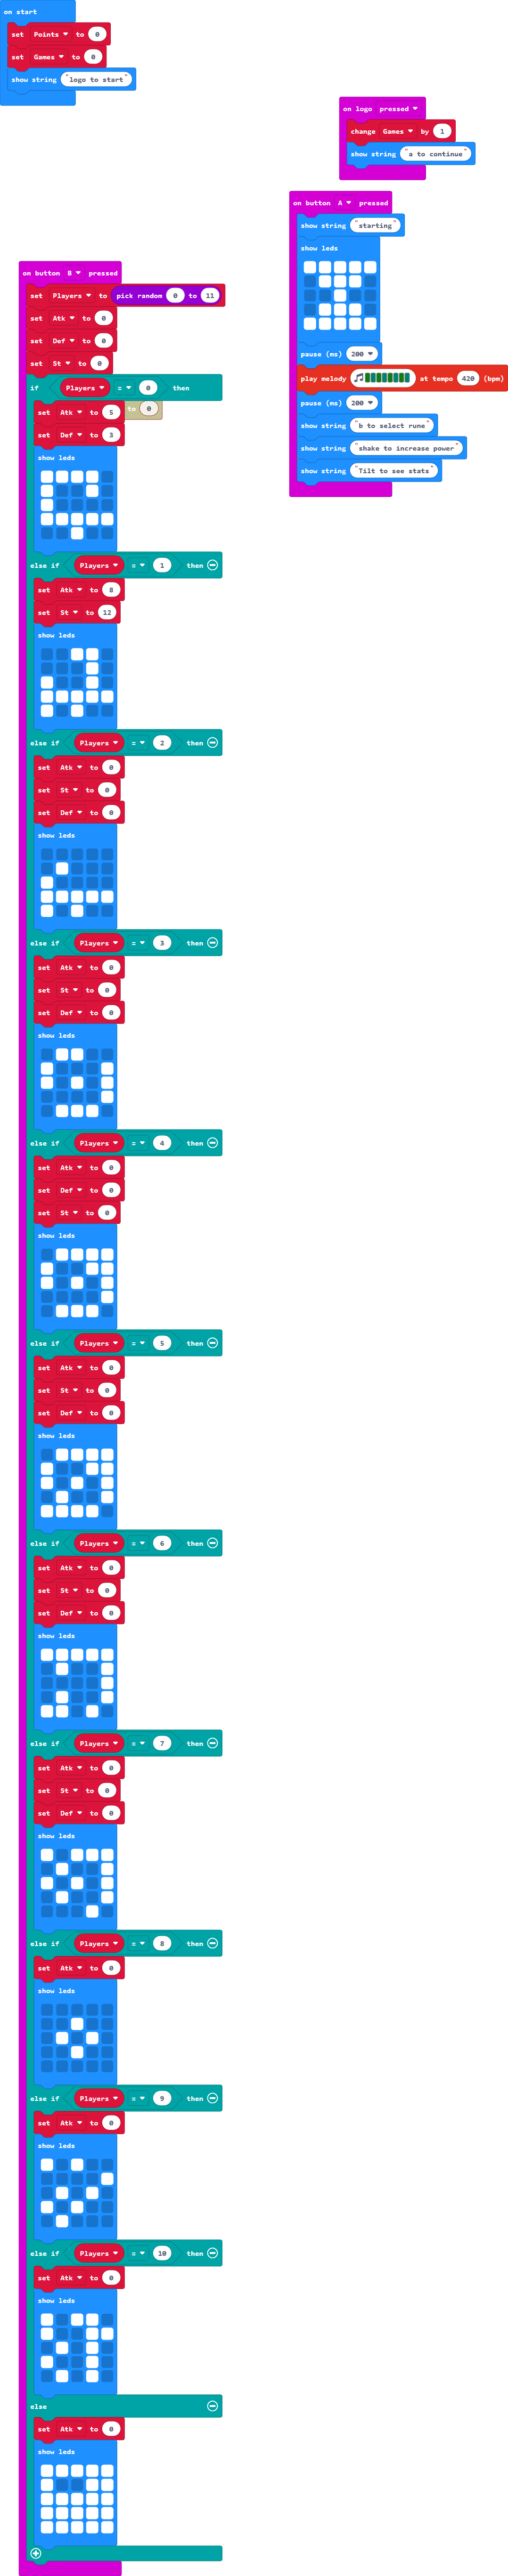 on start
set Points to 0
set Games to 0
show string "logo to start"
on logo pressed
change Games by 1
show string "a to continue"
on button A pressed
show string "starting"
show leds
pause (ms) 200
play melody at tempo 420 (bpm)
pause (ms) 200
show string "b to select rune"
show string "shake to increase power"
show string "Tilt to see stats"
on button B pressed
set Players to pick random 0 to 11
set Atk to 0
set Def to 0
set St to 0
if Players = 0 then
to 0
set Atk to 5
set Def to 3
show leds
else if Players = 1 then
set Atk to 8
set St to 12
show leds
else if Players = 2 then
set Atk to 0
set St to 0
set Def to 0
show leds
else if Players = 3 then
set Atk to 0
set St to 0
set Def to 0
show leds
else if Players = 4 then
set Atk to 0
set Def to 0
set St to 0
show leds
else if Players = 5 then
set Atk to 0
set St to 0
set Def to 0
show leds
else if Players = 6 then
set Atk to 0
set St to 0
set Def to 0
show leds
else if Players = 7 then
set Atk to 0
set St to 0
set Def to 0
show leds
else if Players = 8 then
set Atk to 0
show leds
else if Players = 9 then
set Atk to 0
show leds
else if Players = 10 then
set Atk to 0
show leds
else
set Atk to 0
show leds